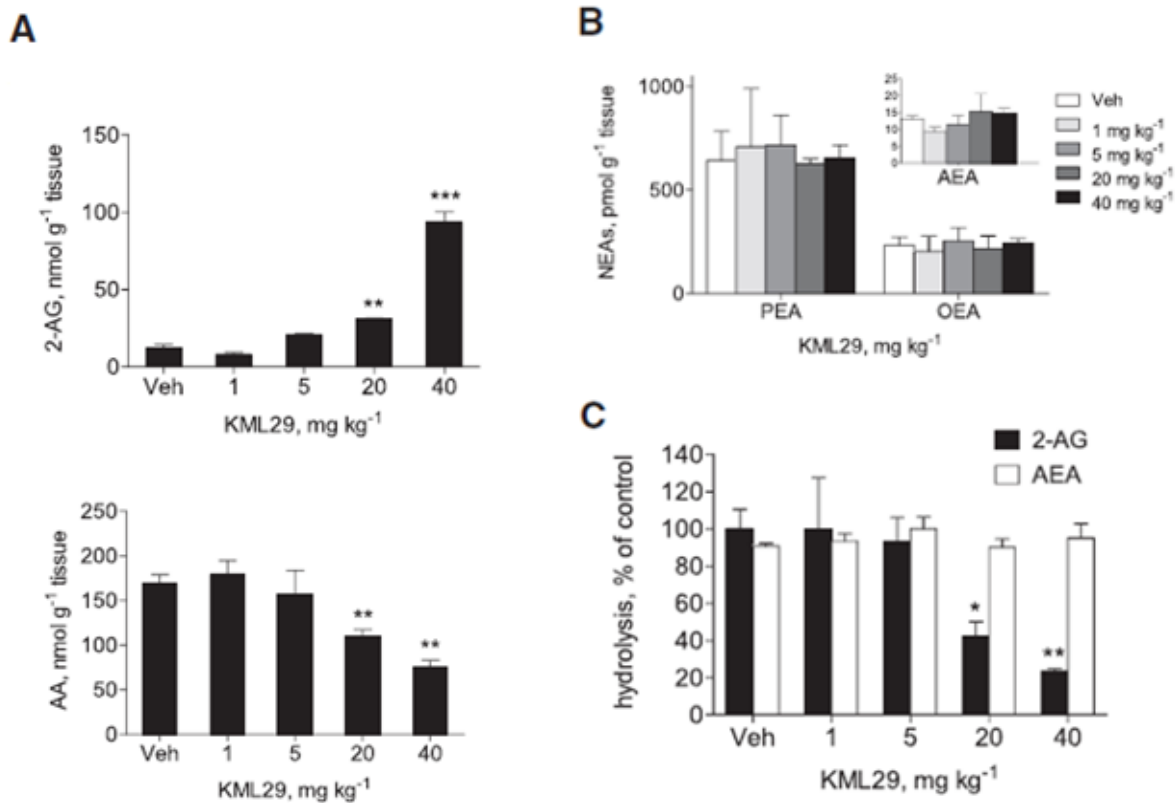 A
2-AG, nmol g⁻¹ tissue
150
100
50
0
**
***
Veh 1 5 20 40
KML29, mg kg⁻¹
AA, nmol g⁻¹ tissue
250
200
150
100
50
0
**
**
Veh 1 5 20 40
KML29, mg kg⁻¹
B
NEAs, pmol g⁻¹ tissue
1000
500
0
PEA OEA
KML29, mg kg⁻¹
25
20
15
10
5
0
AEA
Veh
1 mg kg⁻¹
5 mg kg⁻¹
20 mg kg⁻¹
40 mg kg⁻¹
C
2-AG
AEA
hydrolysis, % of control
140
120
100
80
60
40
20
0
*
**
Veh 1 5 20 40
KML29, mg kg⁻¹